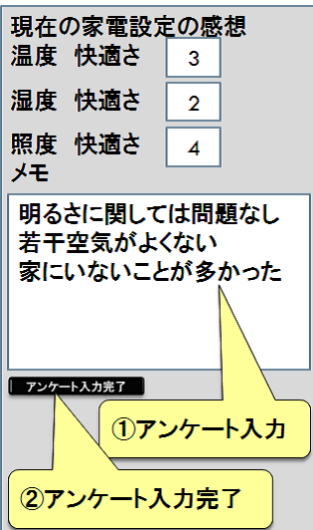 現在の家電設定の感想
温度 快適さ 3
湿度 快適さ 2
照度 快適さ 4
メモ
明るさに関しては問題なし
若干空気がよくない
家にいないことが多かった
アンケート入力完了
①アンケート入力
②アンケート入力完了